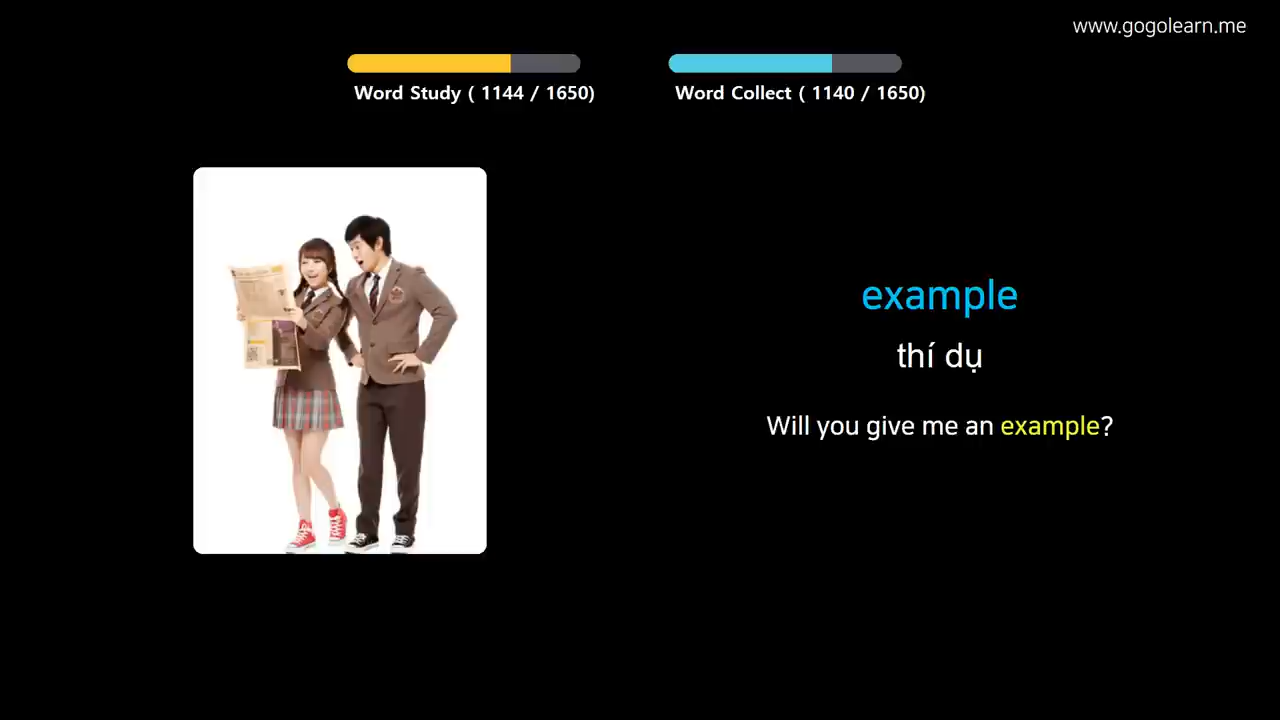 www.gogolearn.me
Word Study ( 1144 / 1650)
Word Collect ( 1140 / 1650)
example
thí dụ
Will you give me an example?